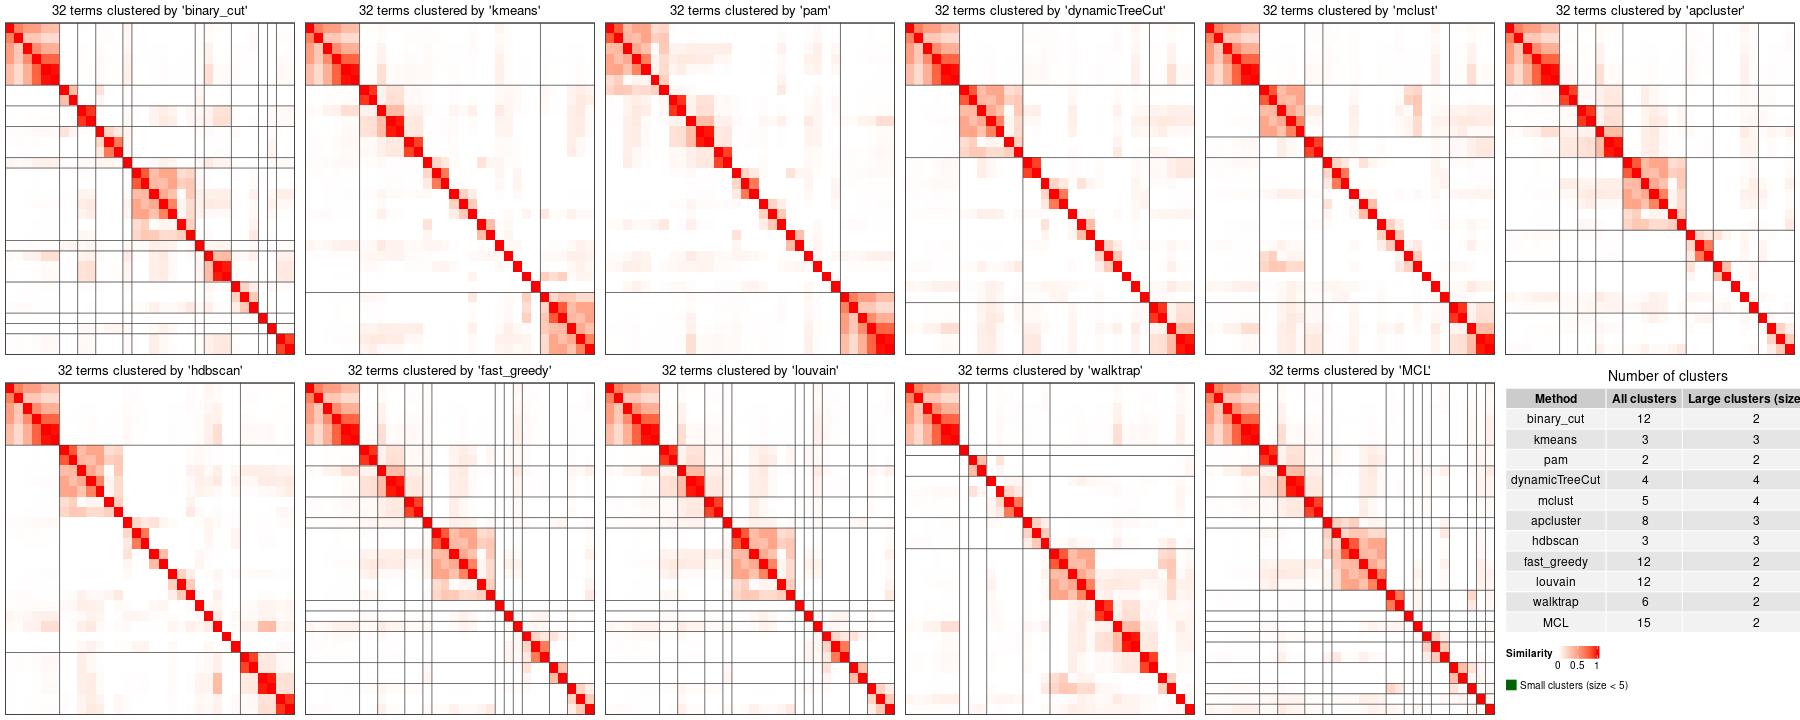 32 terms clustered by 'binary_cut'
32 terms clustered by 'kmeans'
32 terms clustered by 'pam'
32 terms clustered by 'dynamicTreeCut'
32 terms clustered by 'mclust'
32 terms clustered by 'apcluster'
32 terms clustered by 'hdbscan'
32 terms clustered by 'fast_greedy'
32 terms clustered by 'louvain'
32 terms clustered by 'walktrap'
32 terms clustered by 'MCL'
Number of clusters
Method All clusters Large clusters (size
binary_cut 12 2
kmeans 3 3
pam 2 2
dynamicTreeCut 4 4
mclust 5 4
apcluster 8 3
hdbscan 3 3
fast_greedy 12 2
louvain 12 2
walktrap 6 2
MCL 15 2
Similarity
0 0.5 1
Small clusters (size < 5)